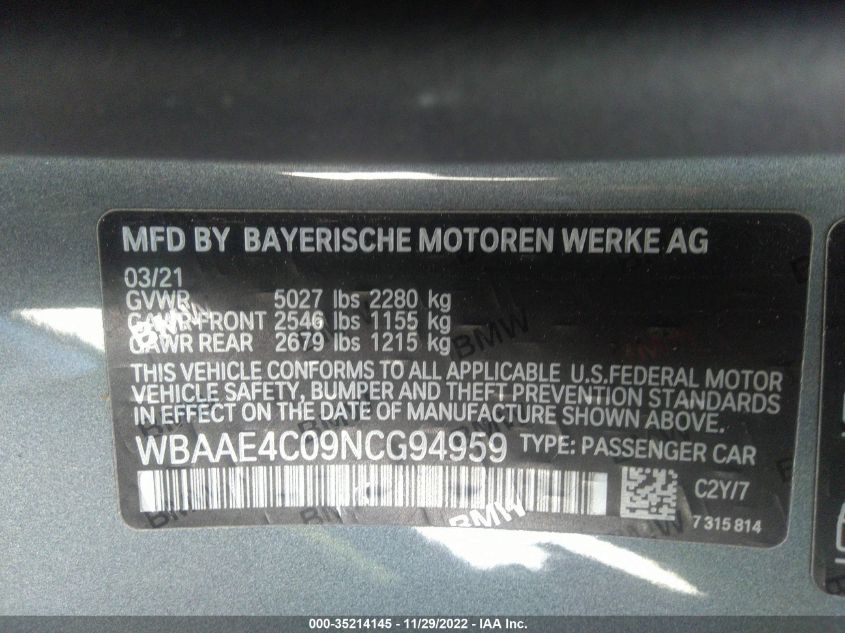 MFD BY BAYERISCHE MOTOREN WERKE AG
03/21
GVWR 5027 lbs 2280 kg
GAWR FRONT 2546 lbs 1155 kg
GAWR REAR 2679 lbs 1215 kg
THIS VEHICLE CONFORMS TO ALL APPLICABLE U.S.FEDERAL MOTOR
VEHICLE SAFETY, BUMPER AND THEFT PREVENTION STANDARDS
IN EFFECT ON THE DATE OF MANUFACTURE SHOWN ABOVE.
WBAAE4C09NCG94959 TYPE: PASSENGER CAR
C2Y/7
7 315 814
BMW
BMW
BMW
000-35214145 - 11/29/2022 - IAA Inc.